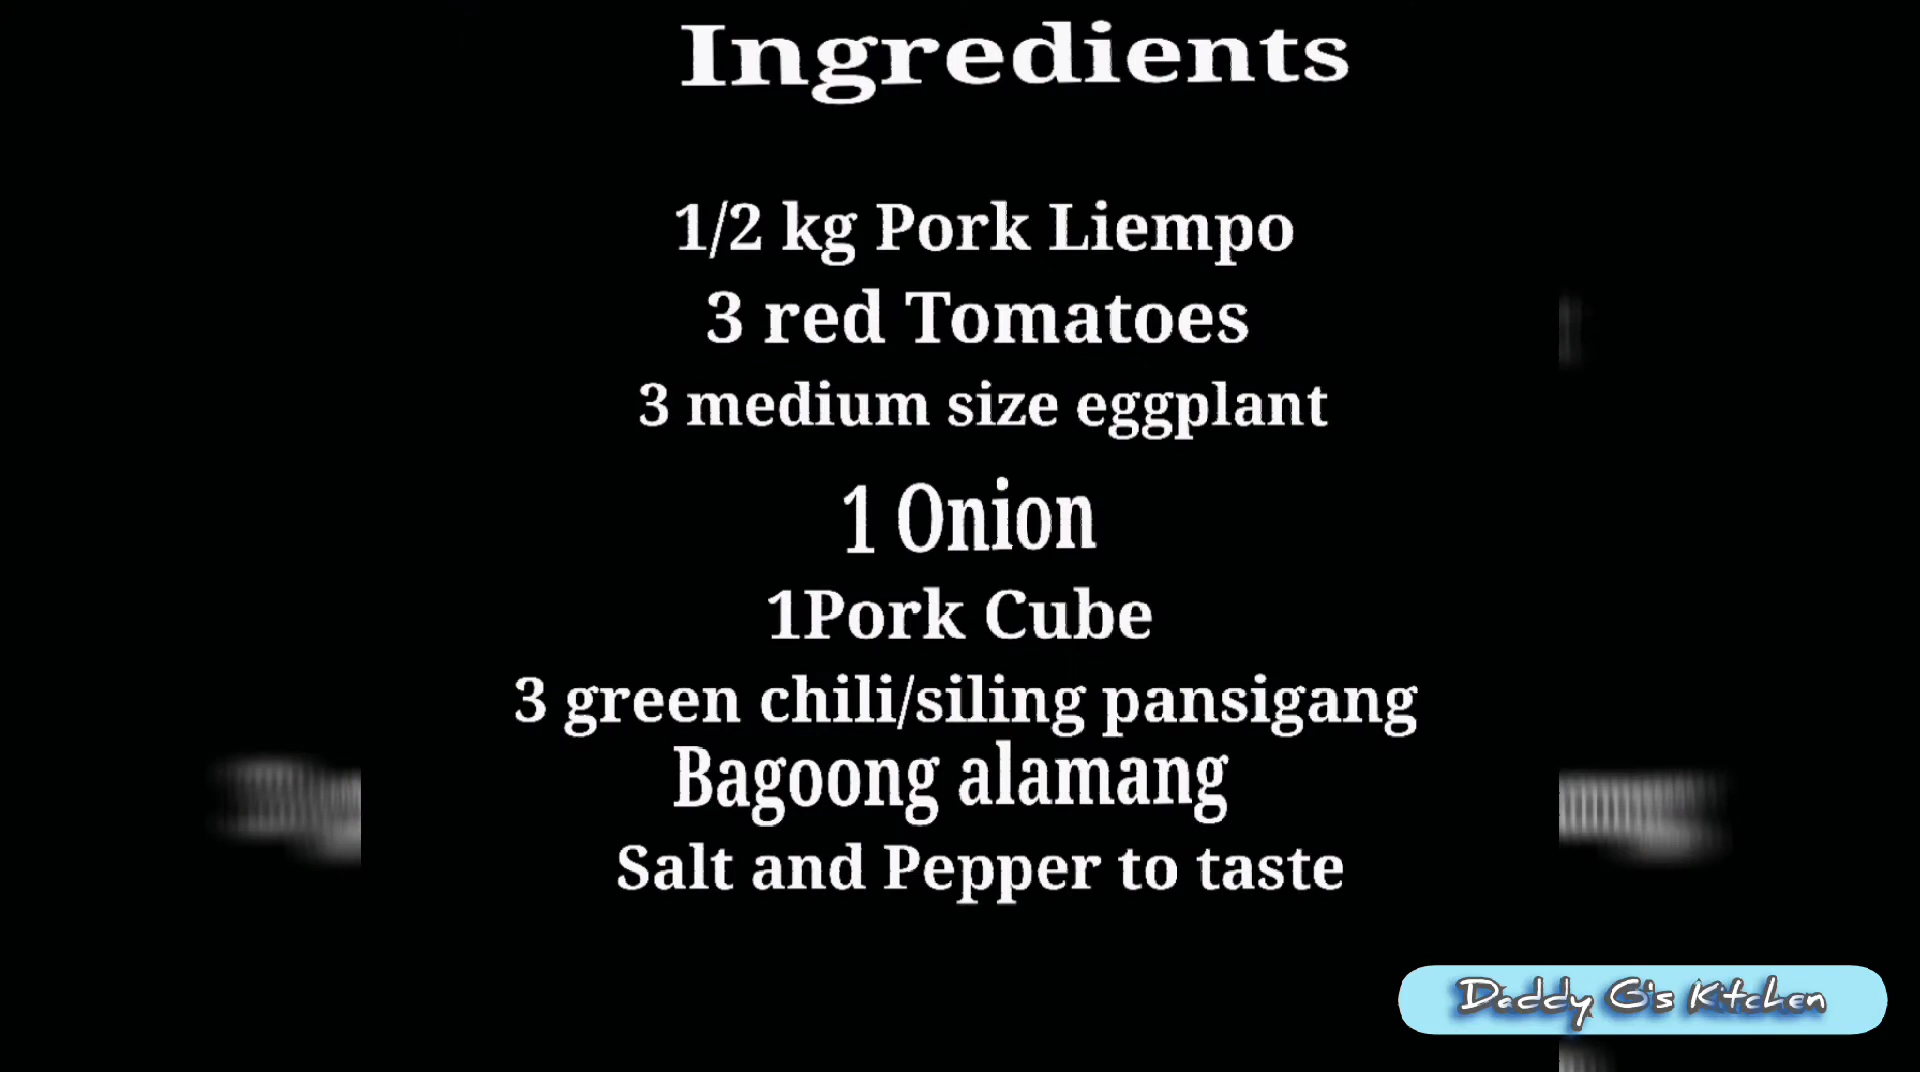 Ingredients
1/2 kg Pork Liempo
3 red Tomatoes
3 medium size eggplant
1 Onion
1Pork Cube
3 green chili/siling pansigang
Bagoong alamang
Salt and Pepper to taste
Daddy G's Kitchen